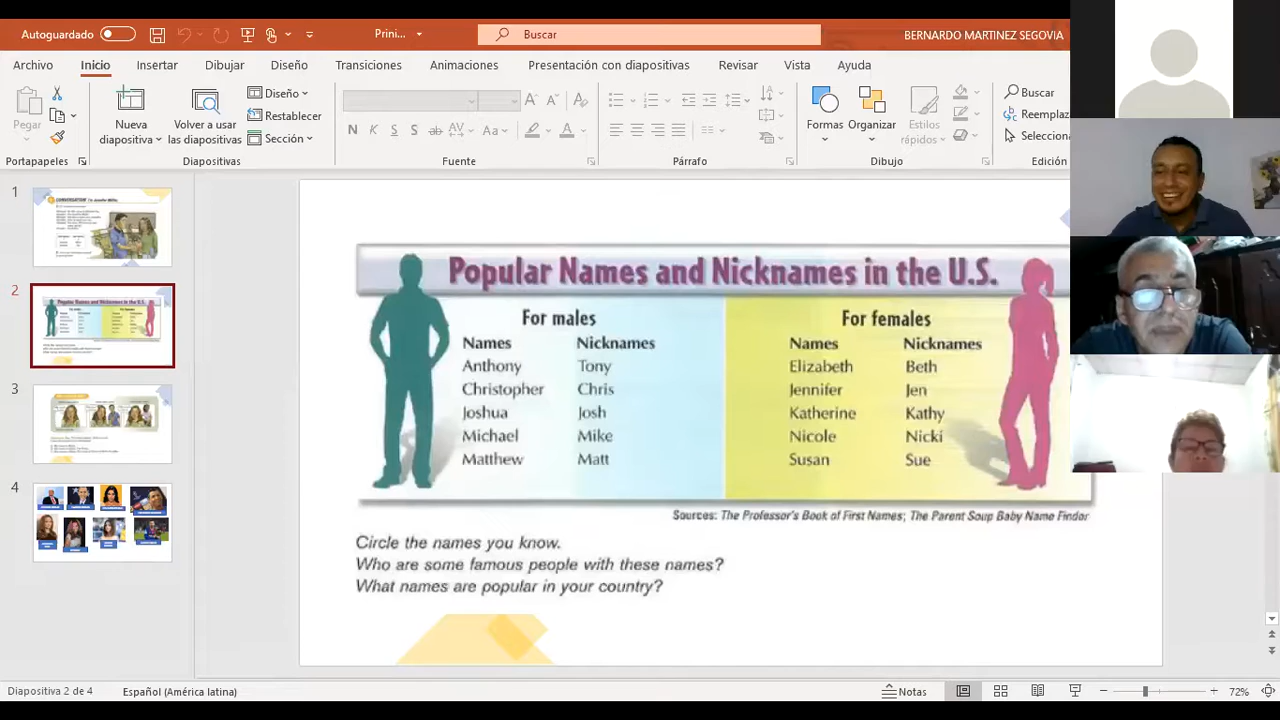 Autoguardado
Prini...
Buscar
BERNARDO MARTINEZ SEGOVIA
Archivo Inicio Insertar Dibujar Diseño Transiciones Animaciones Presentación con diapositivas Revisar Vista Ayuda
Pegar
Nueva diapositiva
Volver a usar las diapositivas
Diseño
Restablecer
Sección
Formas
Organizar
Estilos rápidos
Buscar
Reemplaz
Selecciona
Portapapeles Diapositivas Fuente Párrafo Dibujo Edición
1
2
3
4
Popular Names and Nicknames in the U.S.
For males
Names Nicknames
Anthony Tony
Christopher Chris
Joshua Josh
Michael Mike
Matthew Matt
For females
Names Nicknames
Elizabeth Beth
Jennifer Jen
Katherine Kathy
Nicole Nicki
Susan Sue
Sources: The Professor's Book of First Names; The Parent Soup Baby Name Finder
Circle the names you know.
Who are some famous people with these names?
What names are popular in your country?
Diapositiva 2 de 4 Español (América latina) Notas 72%